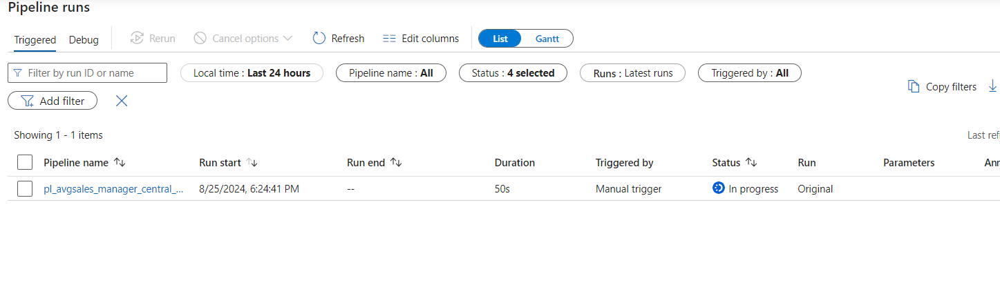 Pipeline runs
Triggered Debug Rerun Cancel options Refresh Edit columns List Gantt
Filter by run ID or name Local time : Last 24 hours Pipeline name : All Status : 4 selected Runs : Latest runs Triggered by : All
Copy filters
Add filter
Showing 1 - 1 items
Last ref
Pipeline name Run start Run end Duration Triggered by Status Run Parameters Ann
pl_avgsales_manager_central_... 8/25/2024, 6:24:41 PM -- 50s Manual trigger In progress Original